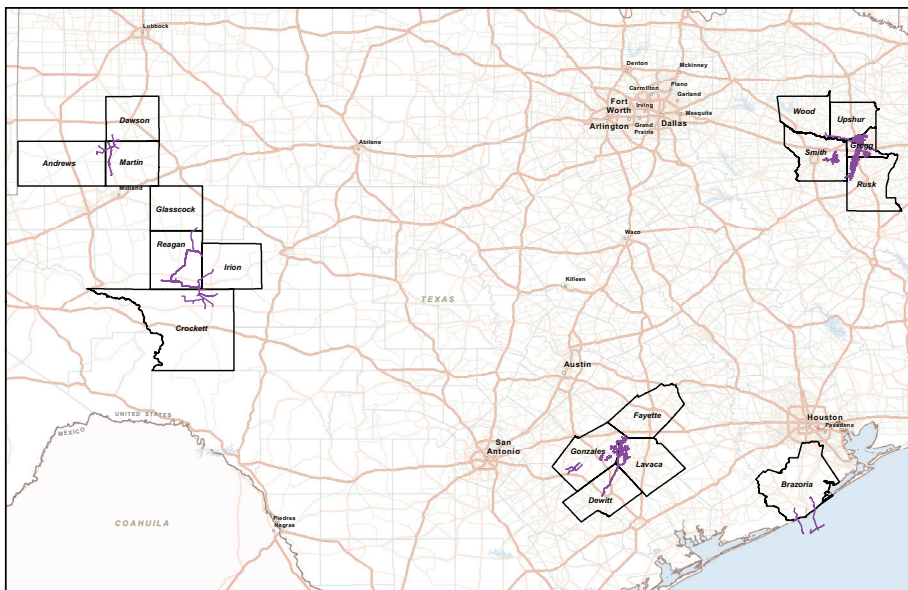 Lubbock
Denton
Mckinney
Carrollton
Plano
Garland
Fort
Worth
Irving
Mesquite
Arlington
Grand
Prairie
Dallas
Wood
Upshur
Dawson
Smith
Gregg
Abilene
Andrews
Martin
Midland
Rusk
Glasscock
Waco
Reagan
Irion
Killeen
TEXAS
Crockett
Austin
UNITED STATES
MEXICO
Fayette
Houston
Pasadena
San
Antonio
Gonzales
Lavaca
Brazoria
Dewitt
COAHUILA
Piedras
Negras